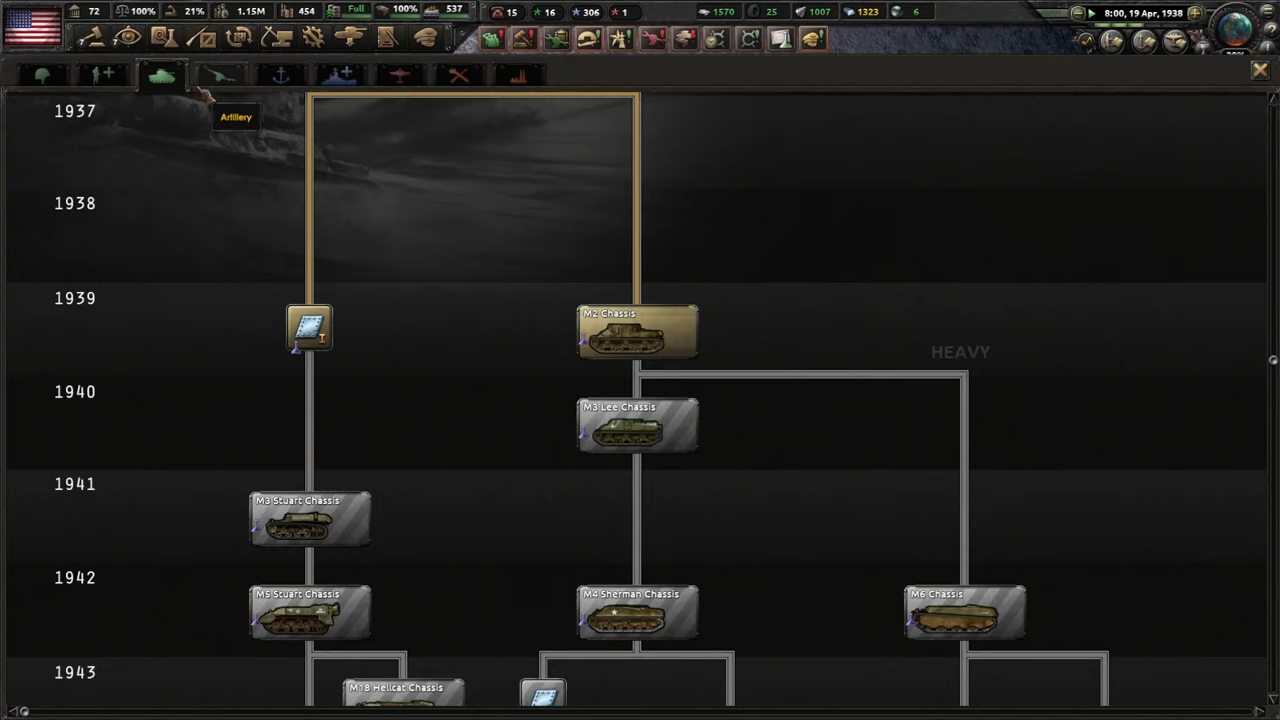 72 100% 21% 1.15M 454 Full 100% 537 15 16 306 1 1570 25 1007 1323 6 8:00, 19 Apr, 1938
Artillery
1937
1938
1939
M2 Chassis
HEAVY
1940
M3 Lee Chassis
1941
M3 Stuart Chassis
1942
M5 Stuart Chassis
M4 Sherman Chassis
M6 Chassis
1943
M18 Hellcat Chassis